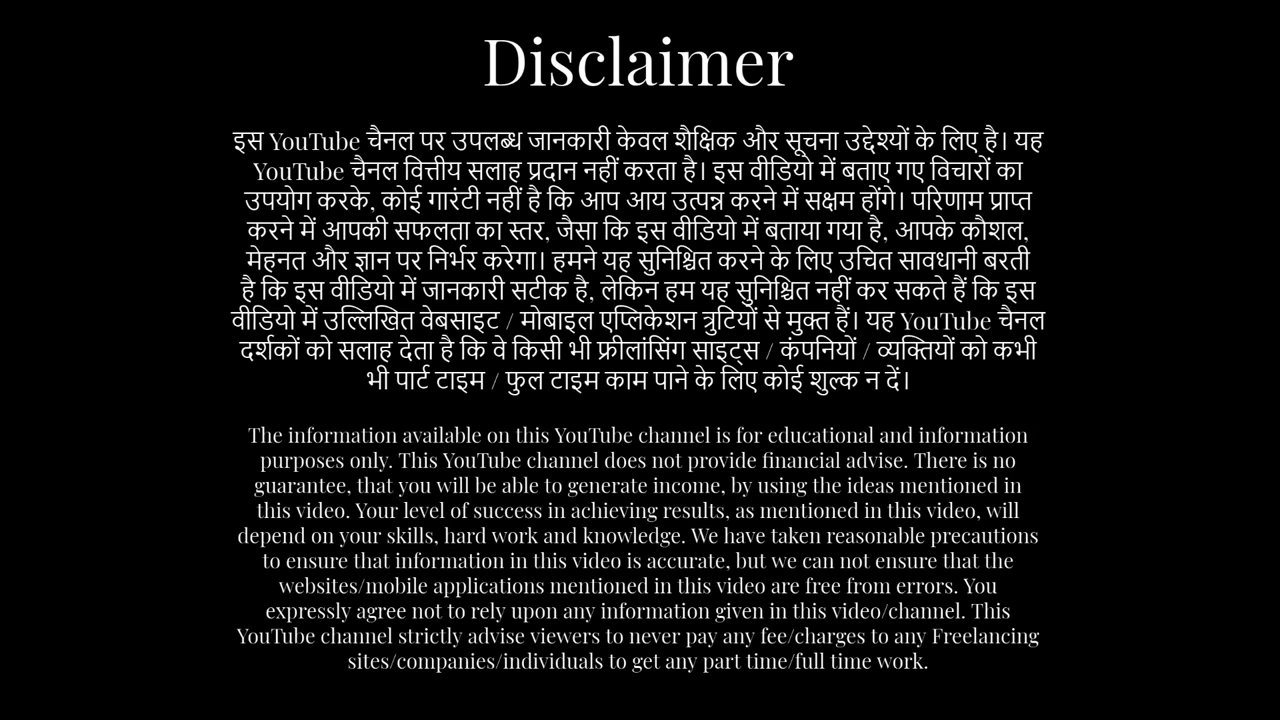 Disclaimer
इस YouTube चैनल पर उपलब्ध जानकारी केवल शैक्षिक और सूचना उद्देश्यों के लिए है। यह
YouTube चैनल वित्तीय सलाह प्रदान नहीं करता है। इस वीडियो में बताए गए विचारों का
उपयोग करके, कोई गारंटी नहीं है कि आप आय उत्पन्न करने में सक्षम होंगे। परिणाम प्राप्त
करने में आपकी सफलता का स्तर, जैसा कि इस वीडियो में बताया गया है, आपके कौशल,
मेहनत और ज्ञान पर निर्भर करेगा। हमने यह सुनिश्चित करने के लिए उचित सावधानी बरती
है कि इस वीडियो में जानकारी सटीक है, लेकिन हम यह सुनिश्चित नहीं कर सकते हैं कि इस
वीडियो में उल्लिखित वेबसाइट / मोबाइल एप्लिकेशन त्रुटियों से मुक्त हैं। यह YouTube चैनल
दर्शकों को सलाह देता है कि वे किसी भी फ्रीलांसिंग साइट्स / कंपनियों / व्यक्तियों को कभी
भी पार्ट टाइम / फुल टाइम काम पाने के लिए कोई शुल्क न दें।
The information available on this YouTube channel is for educational and information
purposes only. This YouTube channel does not provide financial advise. There is no
guarantee, that you will be able to generate income, by using the ideas mentioned in
this video. Your level of success in achieving results, as mentioned in this video, will
depend on your skills, hard work and knowledge. We have taken reasonable precautions
to ensure that information in this video is accurate, but we can not ensure that the
websites/mobile applications mentioned in this video are free from errors. You
expressly agree not to rely upon any information given in this video/channel. This
YouTube channel strictly advise viewers to never pay any fee/charges to any Freelancing
sites/companies/individuals to get any part time/full time work.